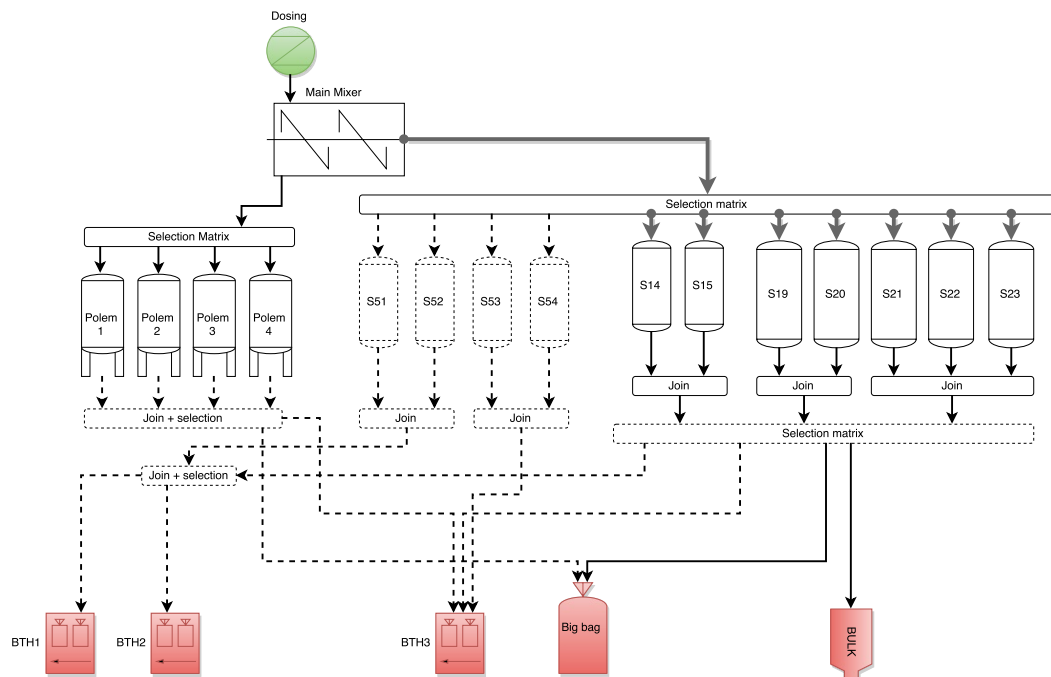 Dosing
Main Mixer
Selection matrix
Selection Matrix
Polem
1
Polem
2
Polem
3
Polem
4
S51
S52
S53
S54
S14
S15
S19
S20
S21
S22
S23
Join
Join
Join
Join + selection
Join
Join
Selection matrix
Join + selection
BTH1
BTH2
BTH3
Big bag
BULK